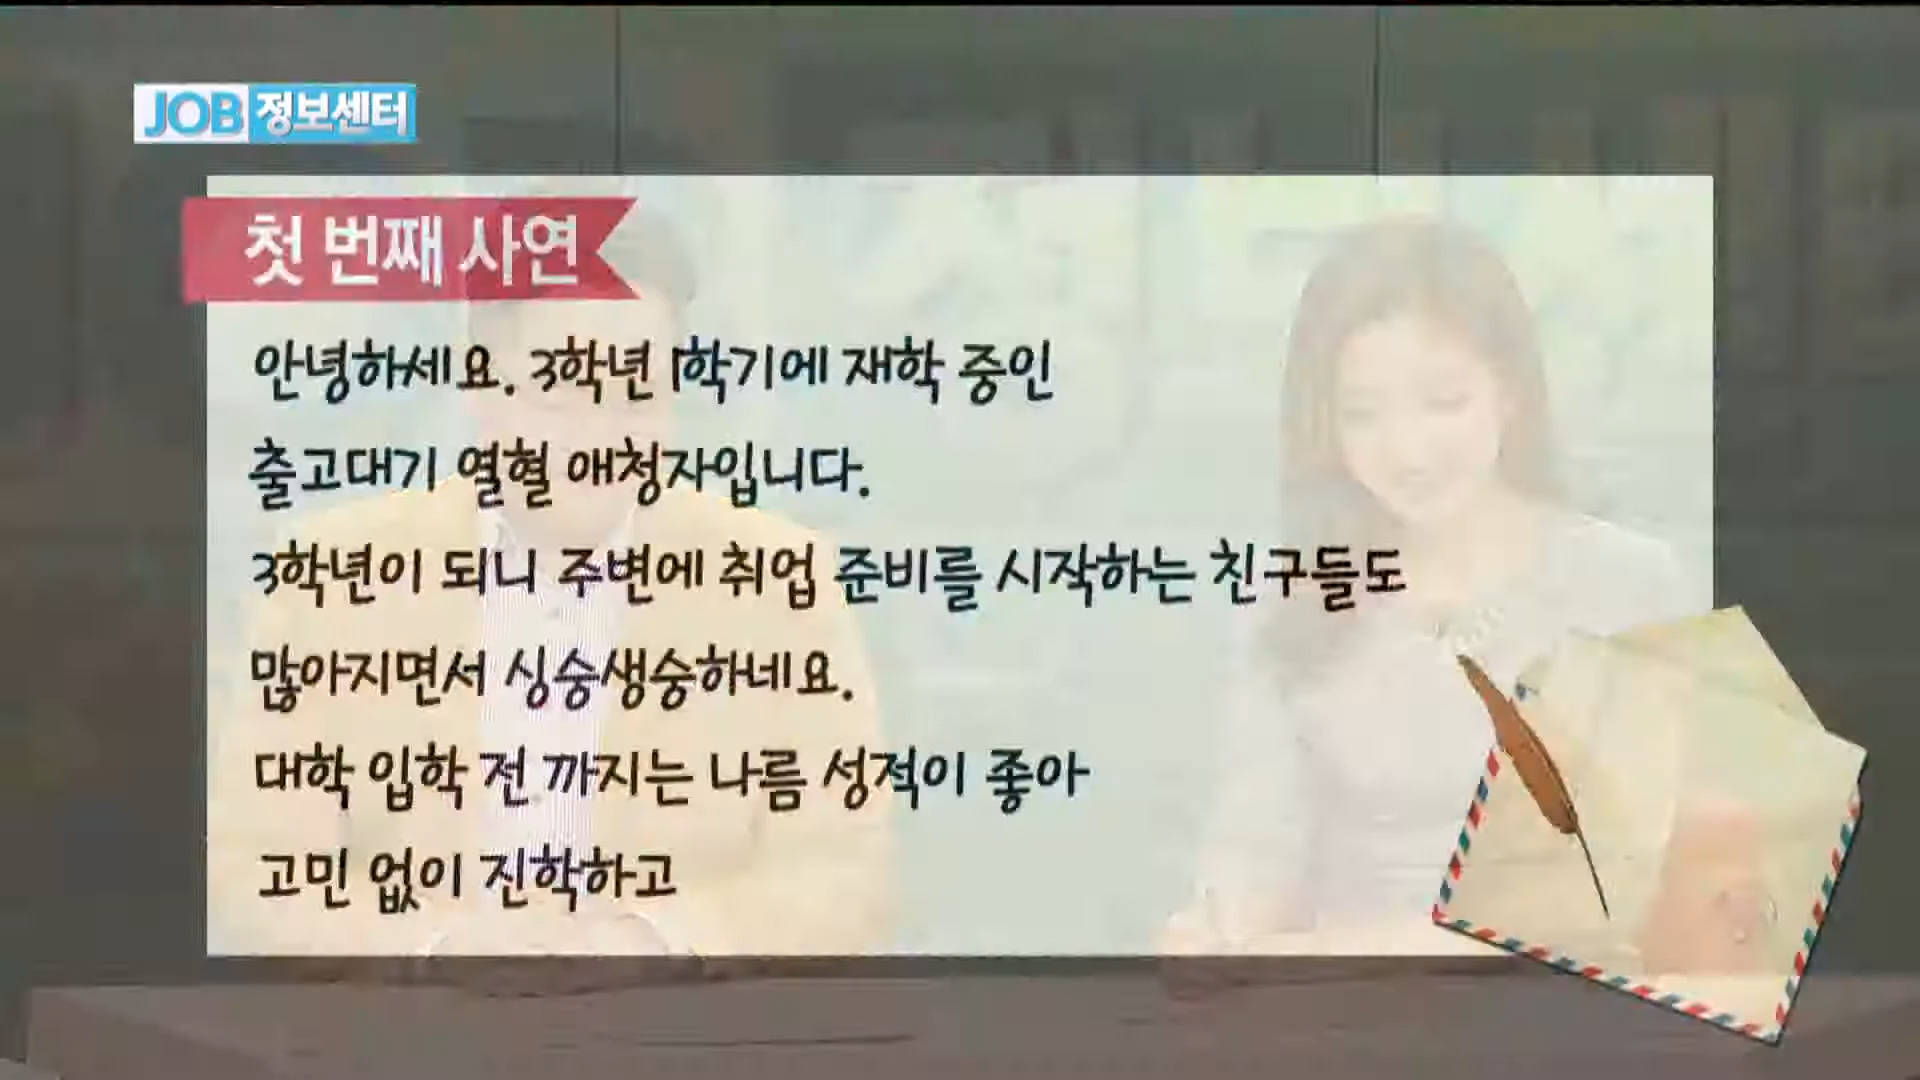 JOB 정보센터
첫 번째 사연
안녕하세요. 3학년 1학기에 재학 중인
출고대기 열혈 애청자입니다.
3학년이 되니 주변에 취업 준비를 시작하는 친구들도
많아지면서 싱숭생숭하네요.
대학 입학 전 까지는 나름 성적이 좋아
고민 없이 진학하고